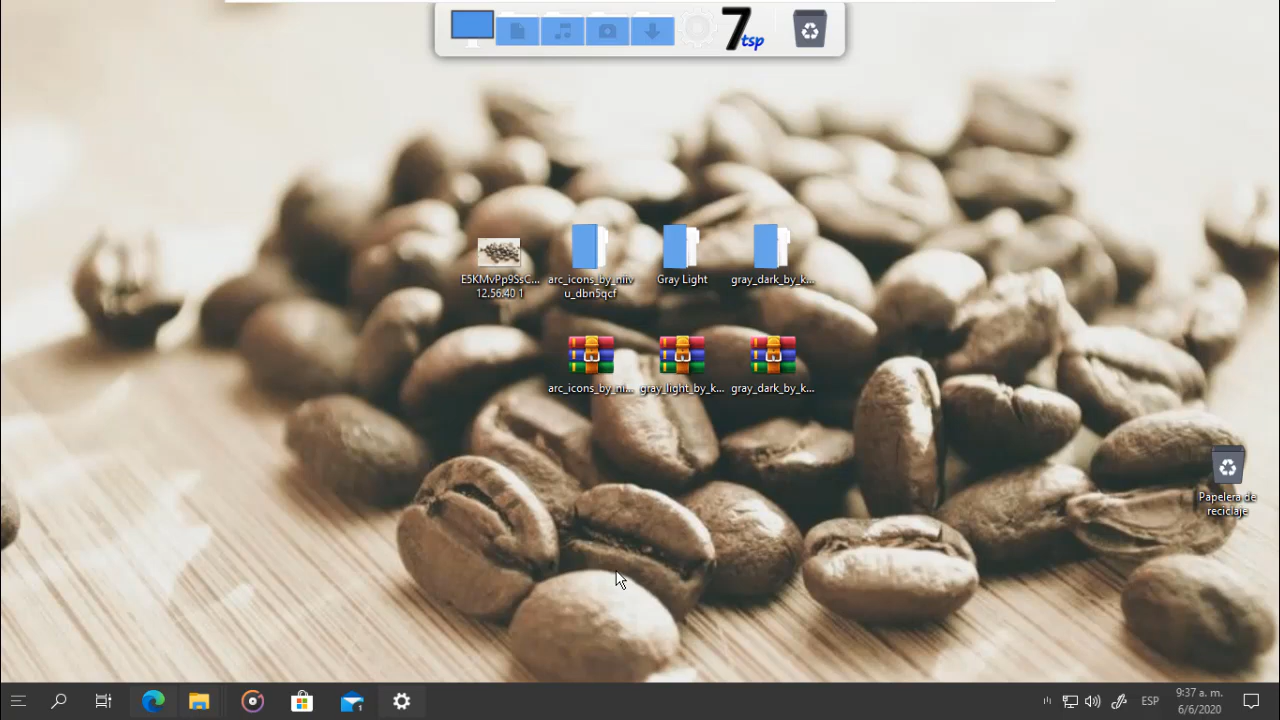 7tsp
E5KMvPp9SsC...
12.56.40 1
arc_icons_by_niiv
u_dbn5qcf
Gray Light
gray_dark_by_k...
arc_icons_by_ni...
gray_light_by_k...
gray_dark_by_k...
Papelera de
reciclaje
1
ESP
9:37 a. m.
6/6/2020